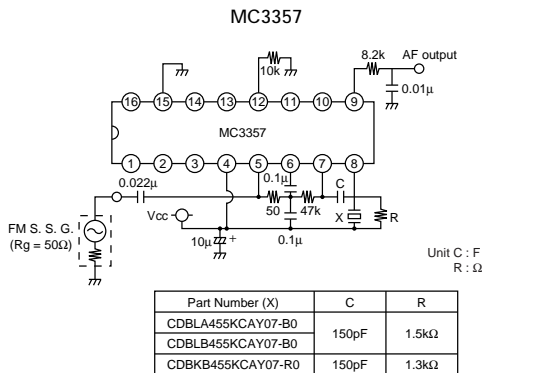 MC3357
8.2k AF output
10k
0.01μ
16 15 14 13 12 11 10 9
MC3357
1 2 3 4 5 6 7 8
0.022μ 0.1μ C
Vcc 50 47k X R
FM S. S. G.
(Rg = 50Ω)
10μ + 0.1μ
Unit C : F
R : Ω
Part Number (X) C R
CDBLA455KCAY07-B0 150pF 1.5kΩ
CDBLB455KCAY07-B0
CDBKB455KCAY07-R0 150pF 1.3kΩ